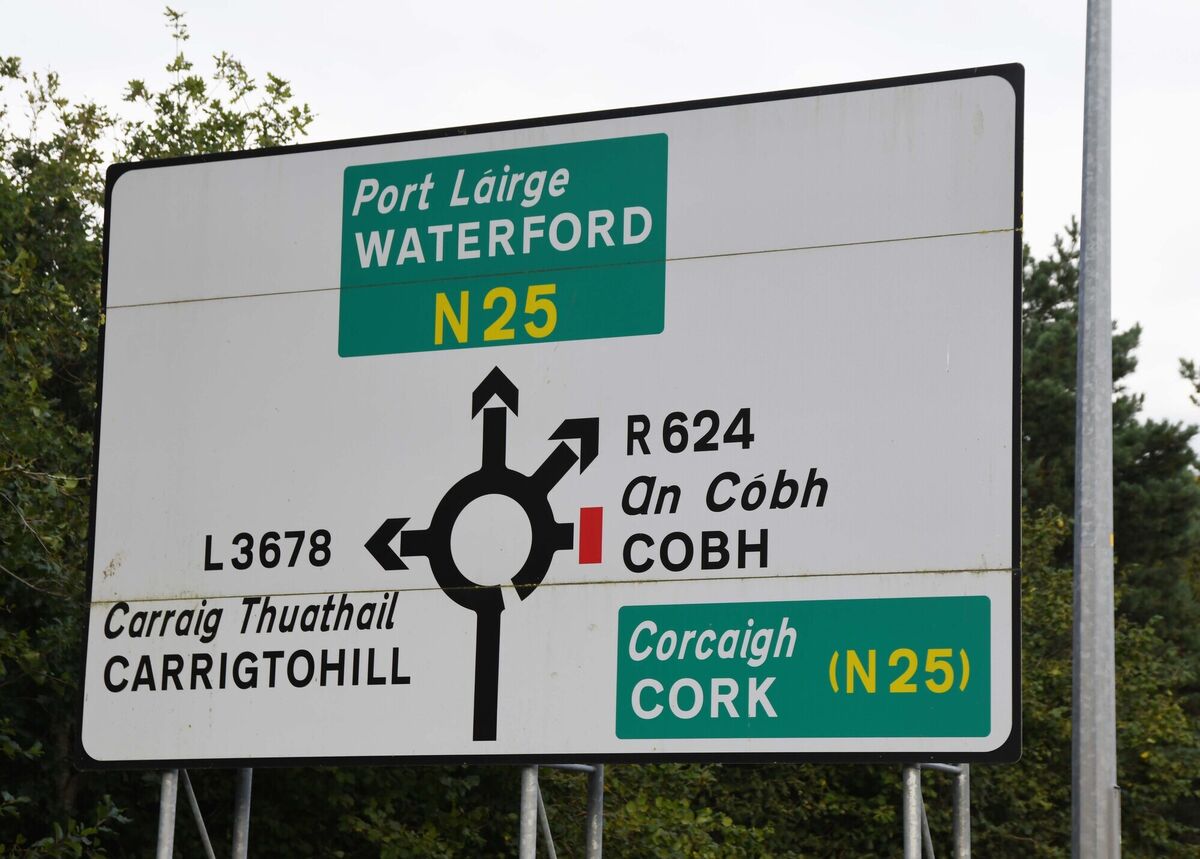 Port Láirge
WATERFORD
N25
R624
An Cóbh
COBH
L3678
Carraig Thuathail
CARRIGTOHILL
Corcaigh
CORK
(N25)